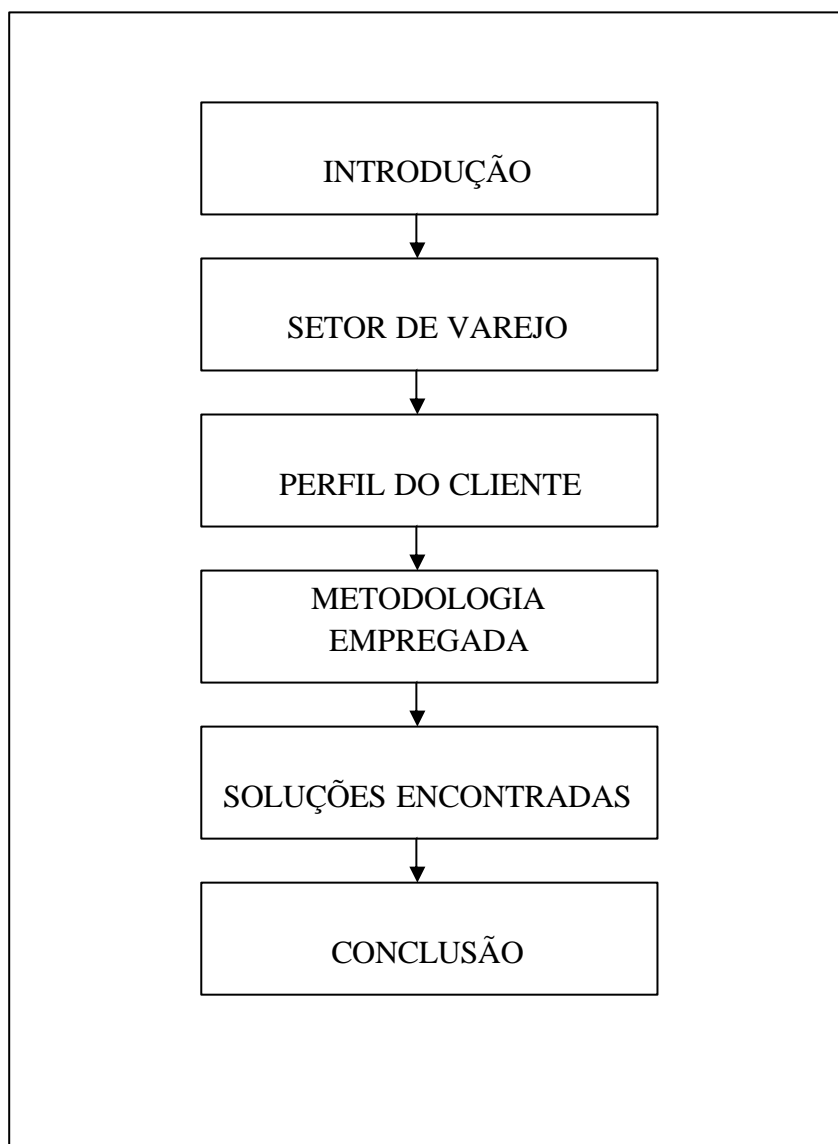 INTRODUÇÃO
SETOR DE VAREJO
PERFIL DO CLIENTE
METODOLOGIA
EMPREGADA
SOLUÇÕES ENCONTRADAS
CONCLUSÃO